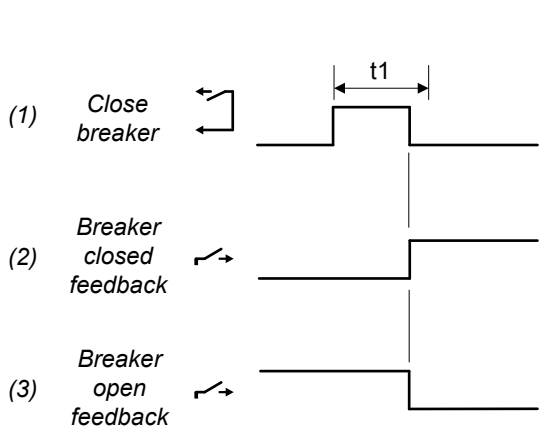 t1
(1) Close breaker
(2) Breaker closed feedback
(3) Breaker open feedback